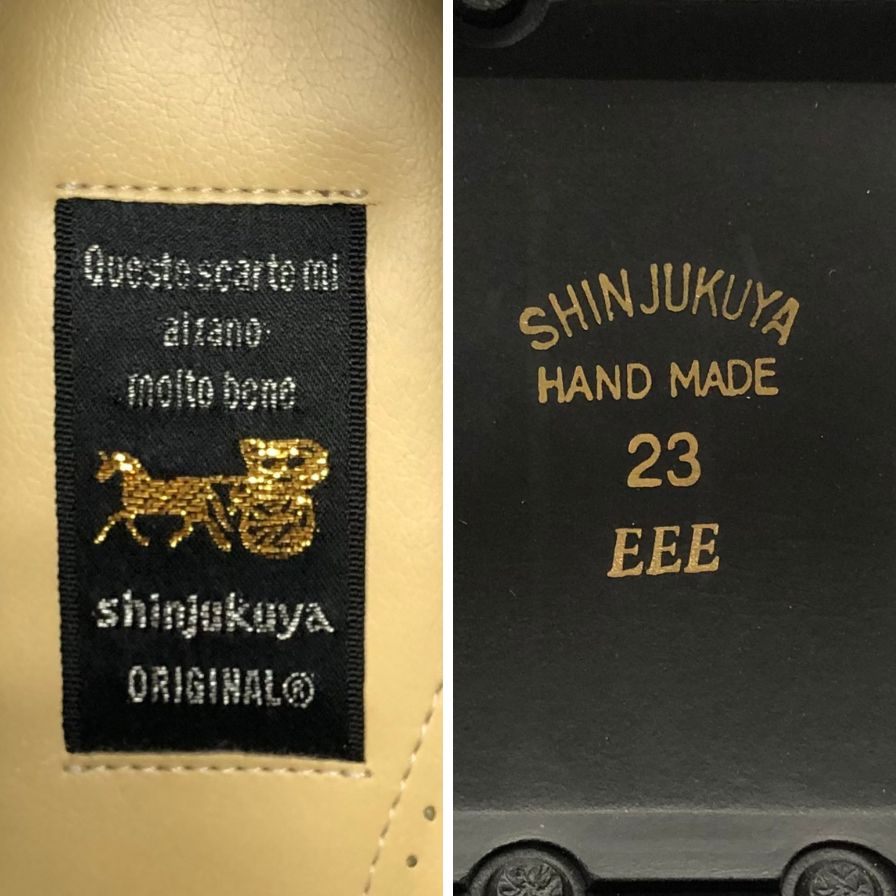 Queste scarte mi
aizano
molto bene
shinjukuya
ORIGINAL®
SHINJUKUYA
HAND MADE
23
EEE